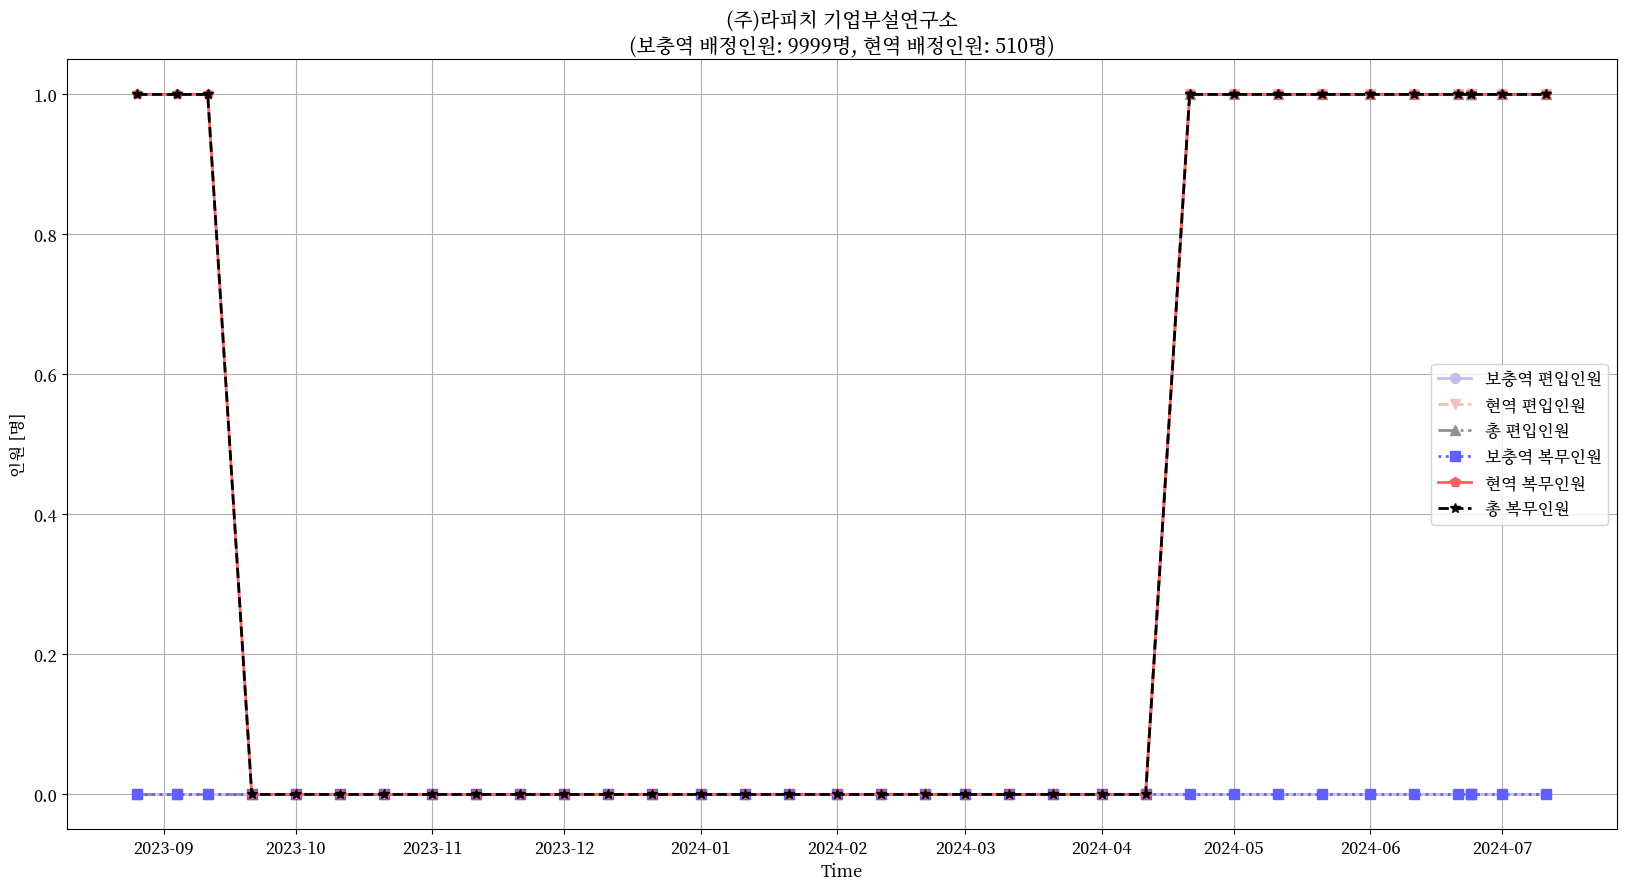 (주)라피치 기업부설연구소
(보충역 배정인원: 9999명, 현역 배정인원: 510명)
1.0
0.8
0.6
0.4
0.2
0.0
인원 [명]
보충역 편입인원
현역 편입인원
총 편입인원
보충역 복무인원
현역 복무인원
총 복무인원
2023-09
2023-10
2023-11
2023-12
2024-01
2024-02
2024-03
2024-04
2024-05
2024-06
2024-07
Time